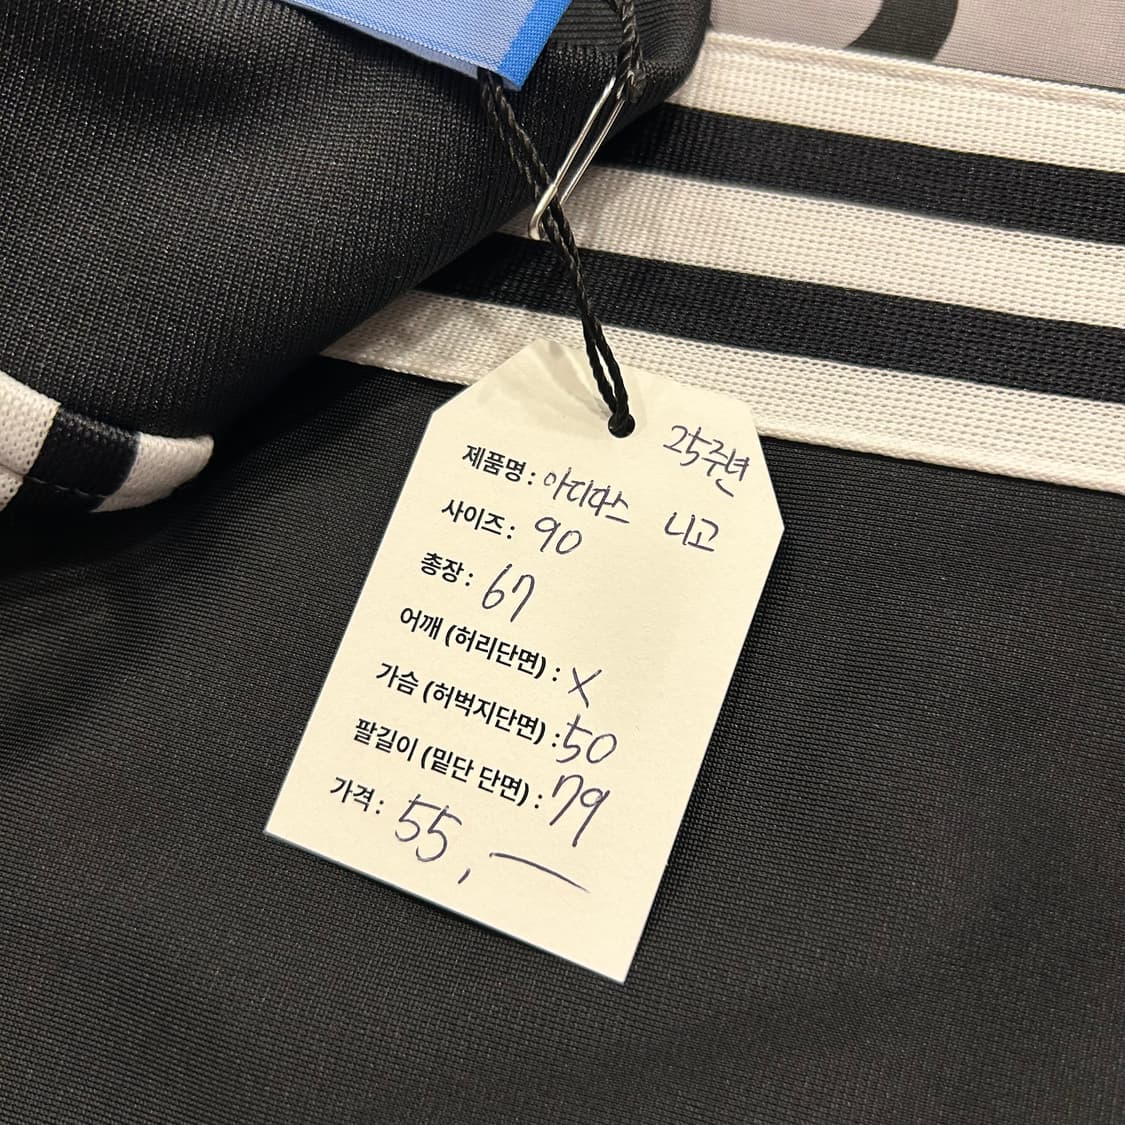 25주년
제품명 : 아디다스 니고
사이즈 : 90
총장 : 67
어깨 (허리단면) : X
가슴 (허벅지단면) : 50
팔길이 (밑단 단면) : 79
가격 : 55,—